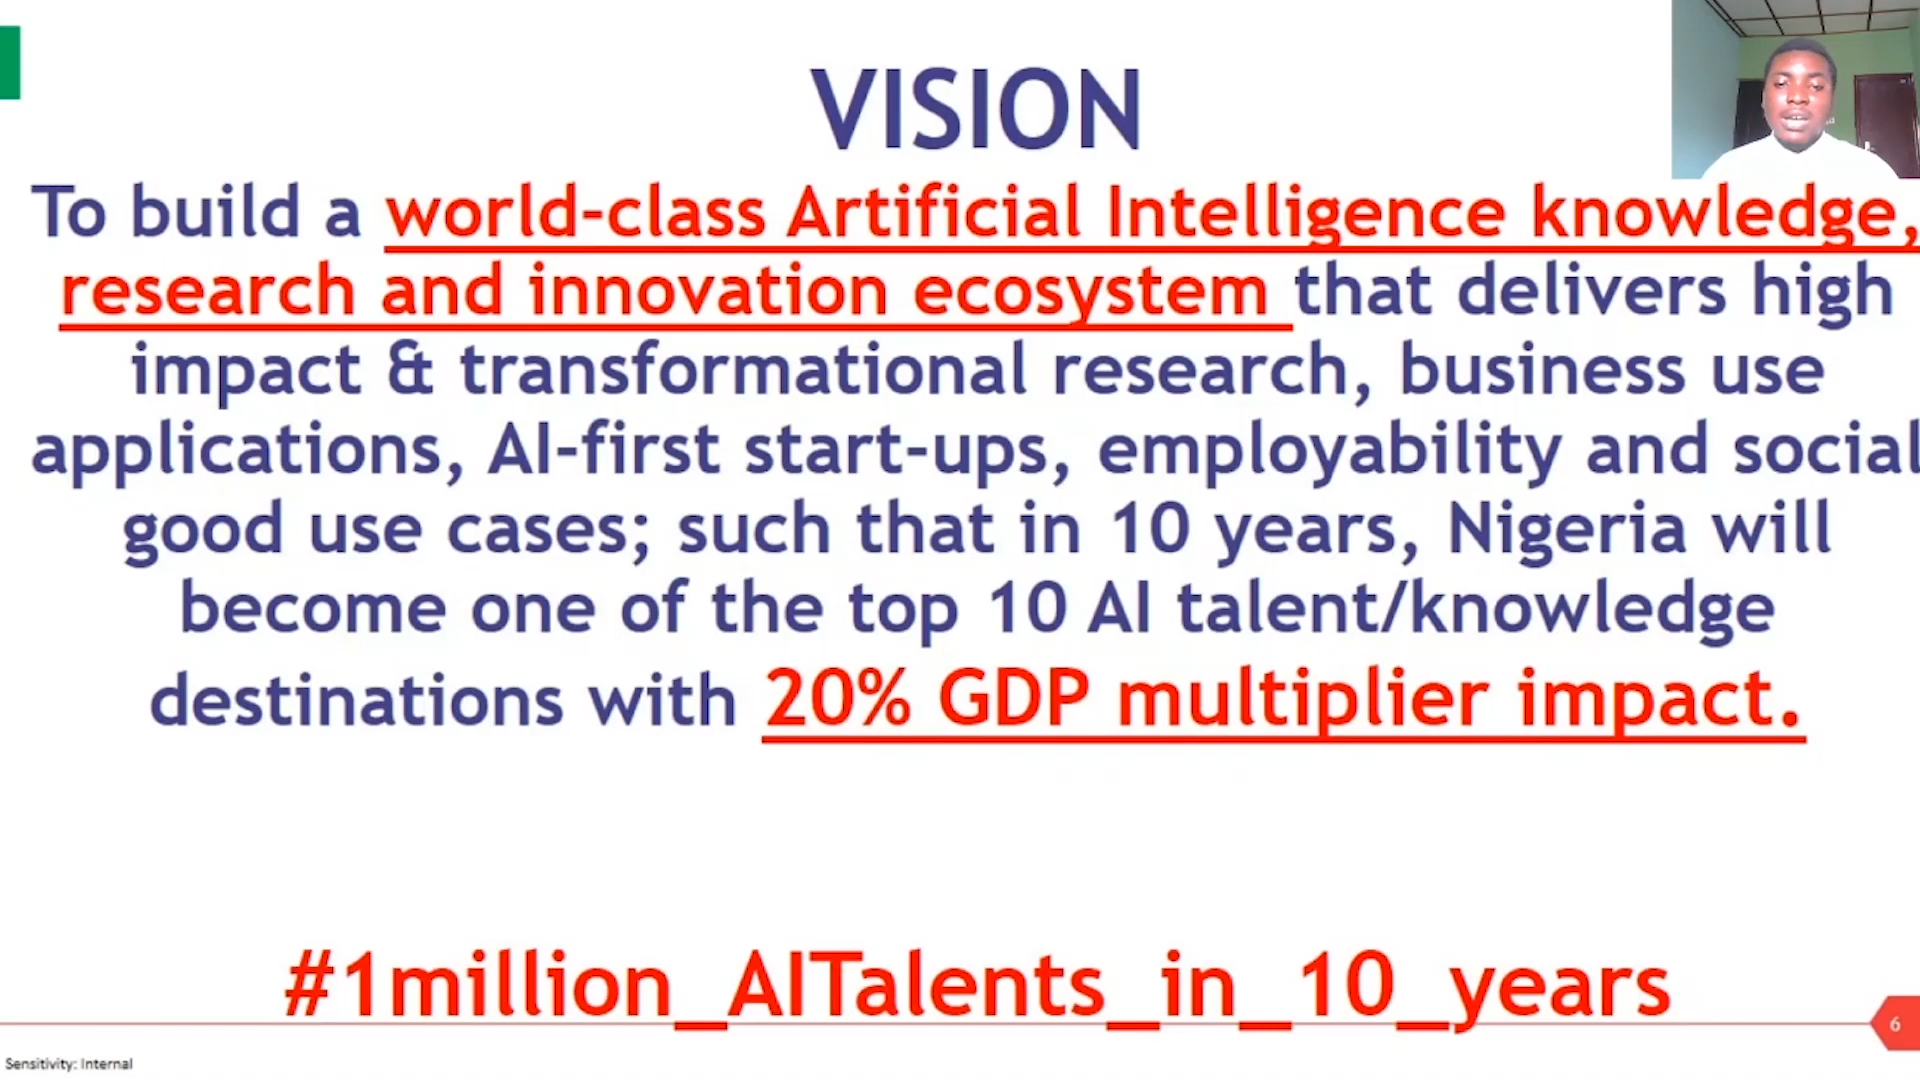 VISION
To build a world-class Artificial Intelligence knowledge,
research and innovation ecosystem that delivers high
impact & transformational research, business use
applications, AI-first start-ups, employability and social
good use cases; such that in 10 years, Nigeria will
become one of the top 10 AI talent/knowledge
destinations with 20% GDP multiplier impact.
#1million_AITalents_in_10_years
6
Sensitivity: Internal